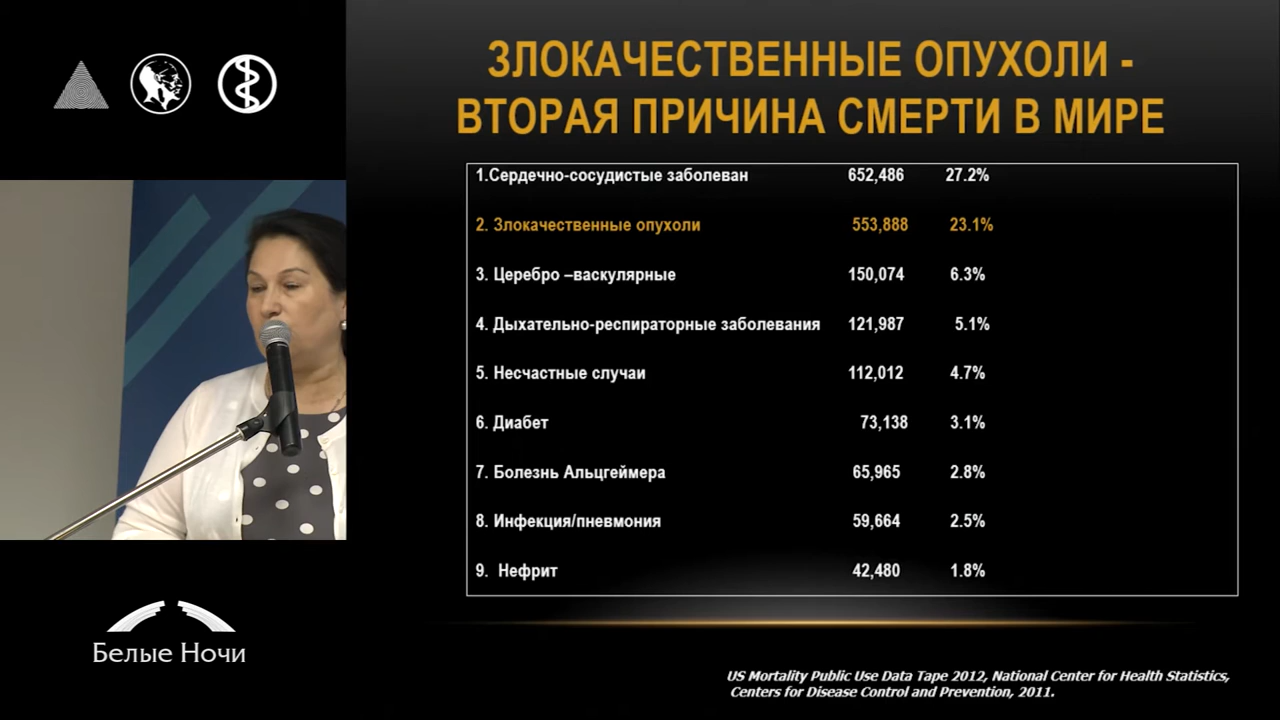 ЗЛОКАЧЕСТВЕННЫЕ ОПУХОЛИ -
ВТОРАЯ ПРИЧИНА СМЕРТИ В МИРЕ
1.Сердечно-сосудистые заболеван 652,486 27.2%
2. Злокачественные опухоли 553,888 23.1%
3. Церебро –васкулярные 150,074 6.3%
4. Дыхательно-респираторные заболевания 121,987 5.1%
5. Несчастные случаи 112,012 4.7%
6. Диабет 73,138 3.1%
7. Болезнь Альцгеймера 65,965 2.8%
8. Инфекция/пневмония 59,664 2.5%
9. Нефрит 42,480 1.8%
Белые Ночи
US Mortality Public Use Data Tape 2012, National Center for Health Statistics,
Centers for Disease Control and Prevention, 2011.